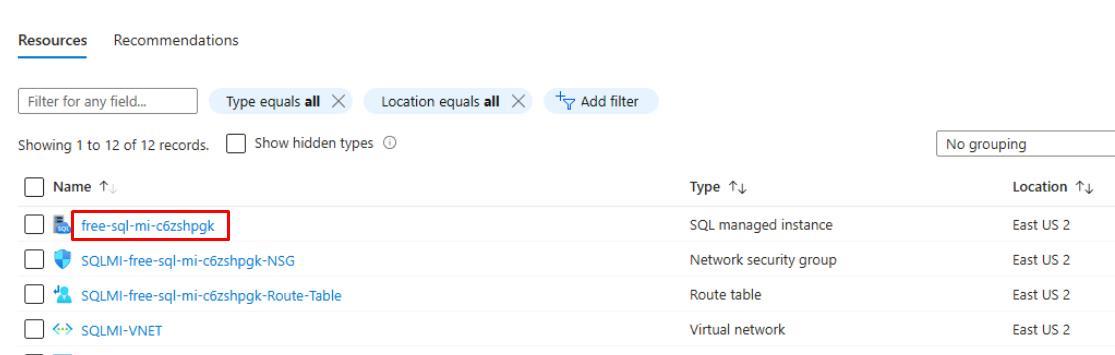 Resources Recommendations
Filter for any field... Type equals all Location equals all Add filter
Showing 1 to 12 of 12 records. Show hidden types No grouping
Name Type Location
free-sql-mi-c6zshpgk SQL managed instance East US 2
SQLMI-free-sql-mi-c6zshpgk-NSG Network security group East US 2
SQLMI-free-sql-mi-c6zshpgk-Route-Table Route table East US 2
SQLMI-VNET Virtual network East US 2